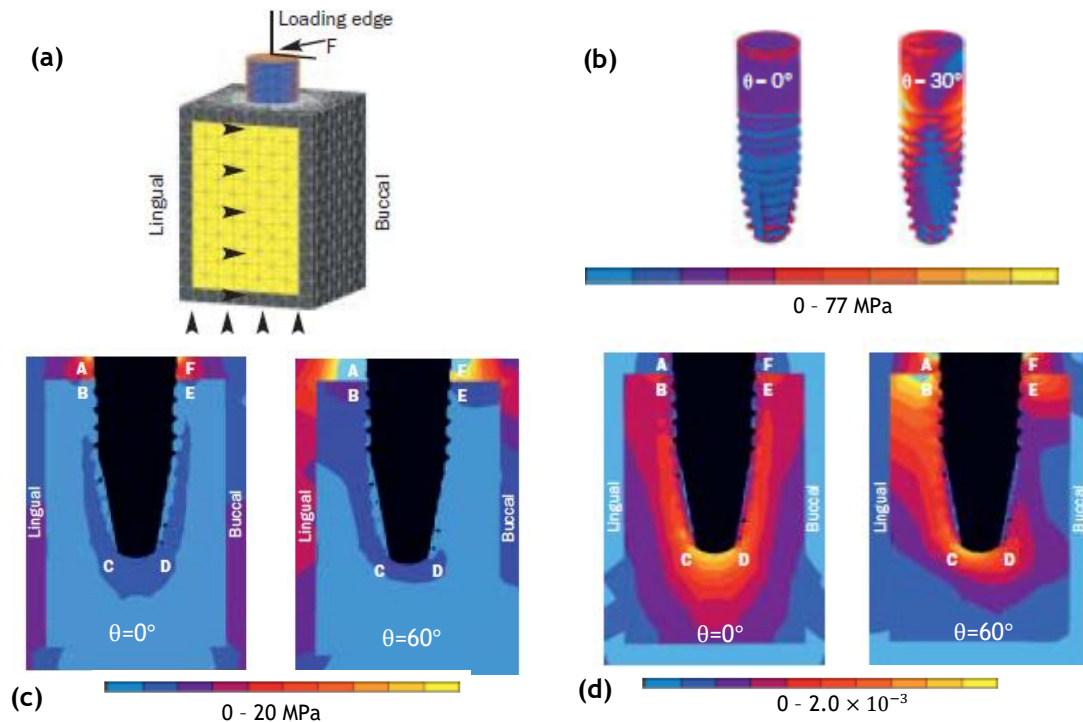 (a)
Loading edge
F
Lingual
Buccal
(b)
θ – 0°
θ – 30°
0 – 77 MPa
A
B
C
D
E
F
Lingual
Buccal
θ=0°
A
B
C
D
E
F
Lingual
Buccal
θ=60°
(c)
0 – 20 MPa
A
B
C
D
E
F
Lingual
Buccal
θ=0°
A
B
C
D
E
F
Lingual
Buccal
θ=60°
(d)
0 – 2.0 × 10⁻³